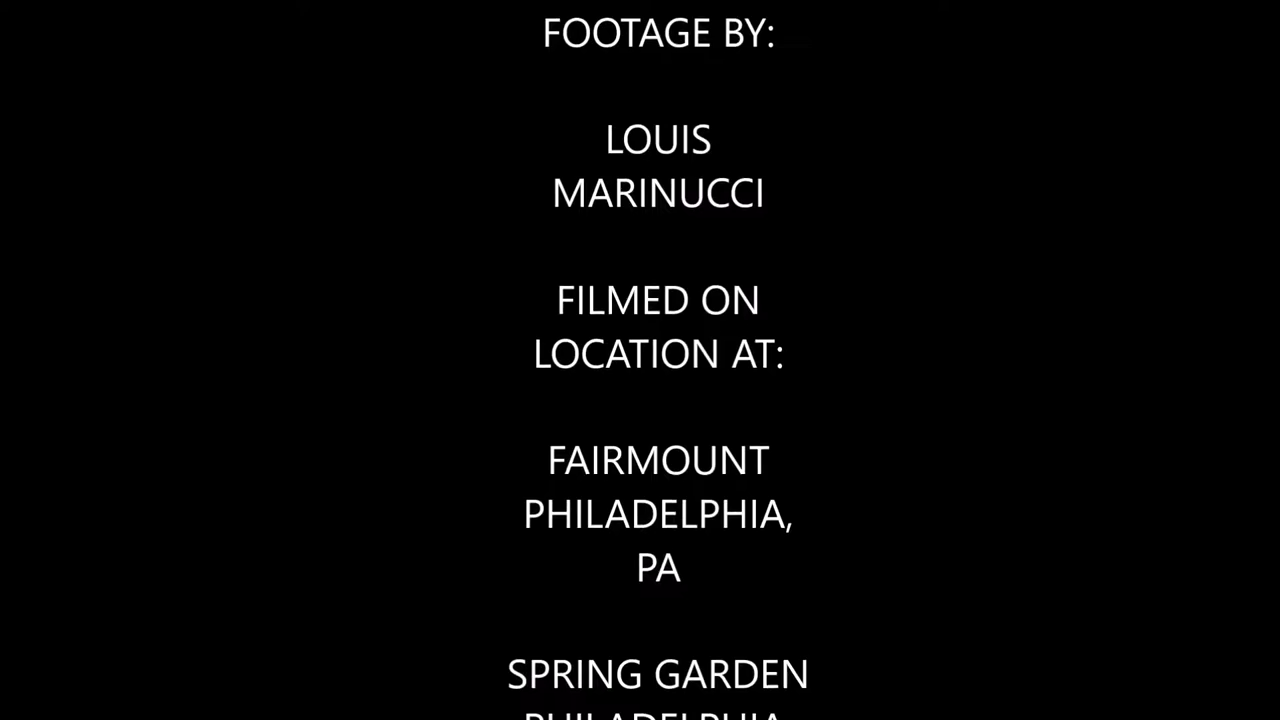 FOOTAGE BY:
LOUIS
MARINUCCI
FILMED ON
LOCATION AT:
FAIRMOUNT
PHILADELPHIA,
PA
SPRING GARDEN
PHILADELPHIA,